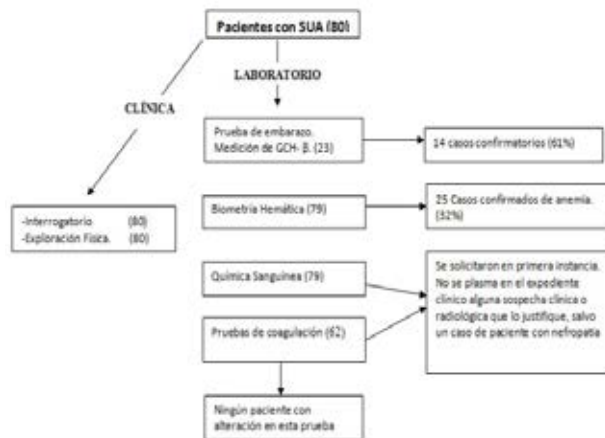 Pacientes con SUA (80)
LABORATORIO
CLÍNICA
Prueba de embarazo.
Medición de GCH- β. (23)
14 casos confirmatorios (61%)
-Interrogatorio (80)
-Exploración Física. (80)
Biometría Hemática (79)
25 Casos confirmados de anemia.
(32%)
Química Sanguínea (79)
Se solicitaron en primera instancia.
No se plasma en el expediente
clínico alguna sospecha clínica o
radiológica que lo justifique, salvo
un caso de paciente con nefropatía
Pruebas de coagulación (62)
Ningún paciente con
alteración en esta prueba